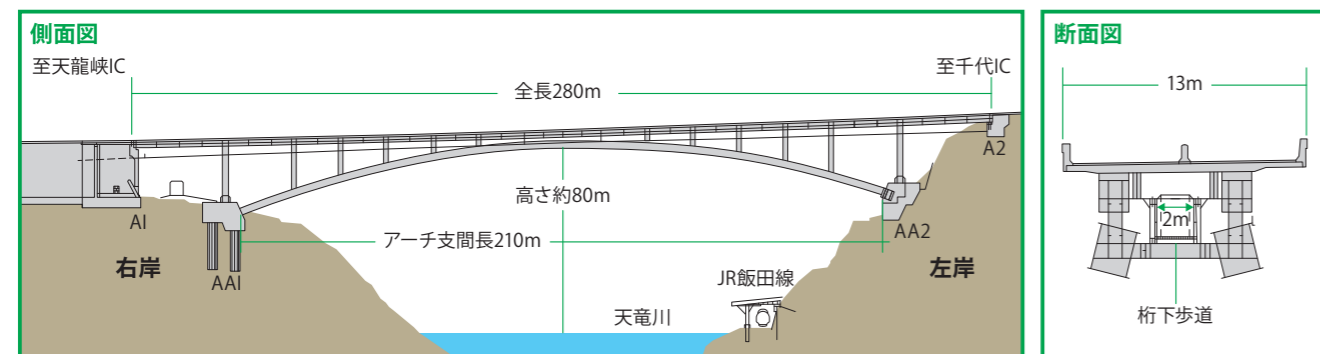 側面図
至天龍峡IC
至千代IC
全長280m
A2
高さ約80m
A1
アーチ支間長210m
AA2
右岸
左岸
AA1
JR飯田線
天竜川
断面図
13m
2m
桁下歩道